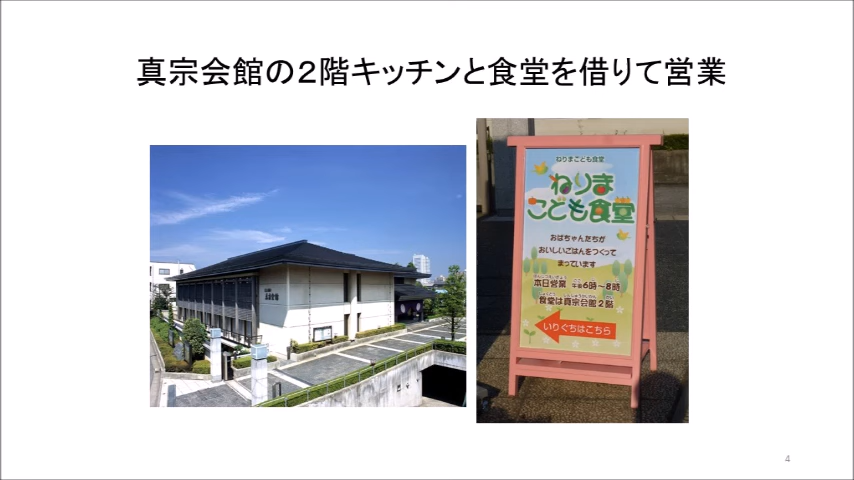 真宗会館の2階キッチンと食堂を借りて営業
真宗会館
ねりまこども食堂
ねりま
こども食堂
おばちゃんたちが
おいしいごはんをつくって
まっています
本日営業 午後6時~8時
食堂は真宗会館2階
いりぐちはこちら
4